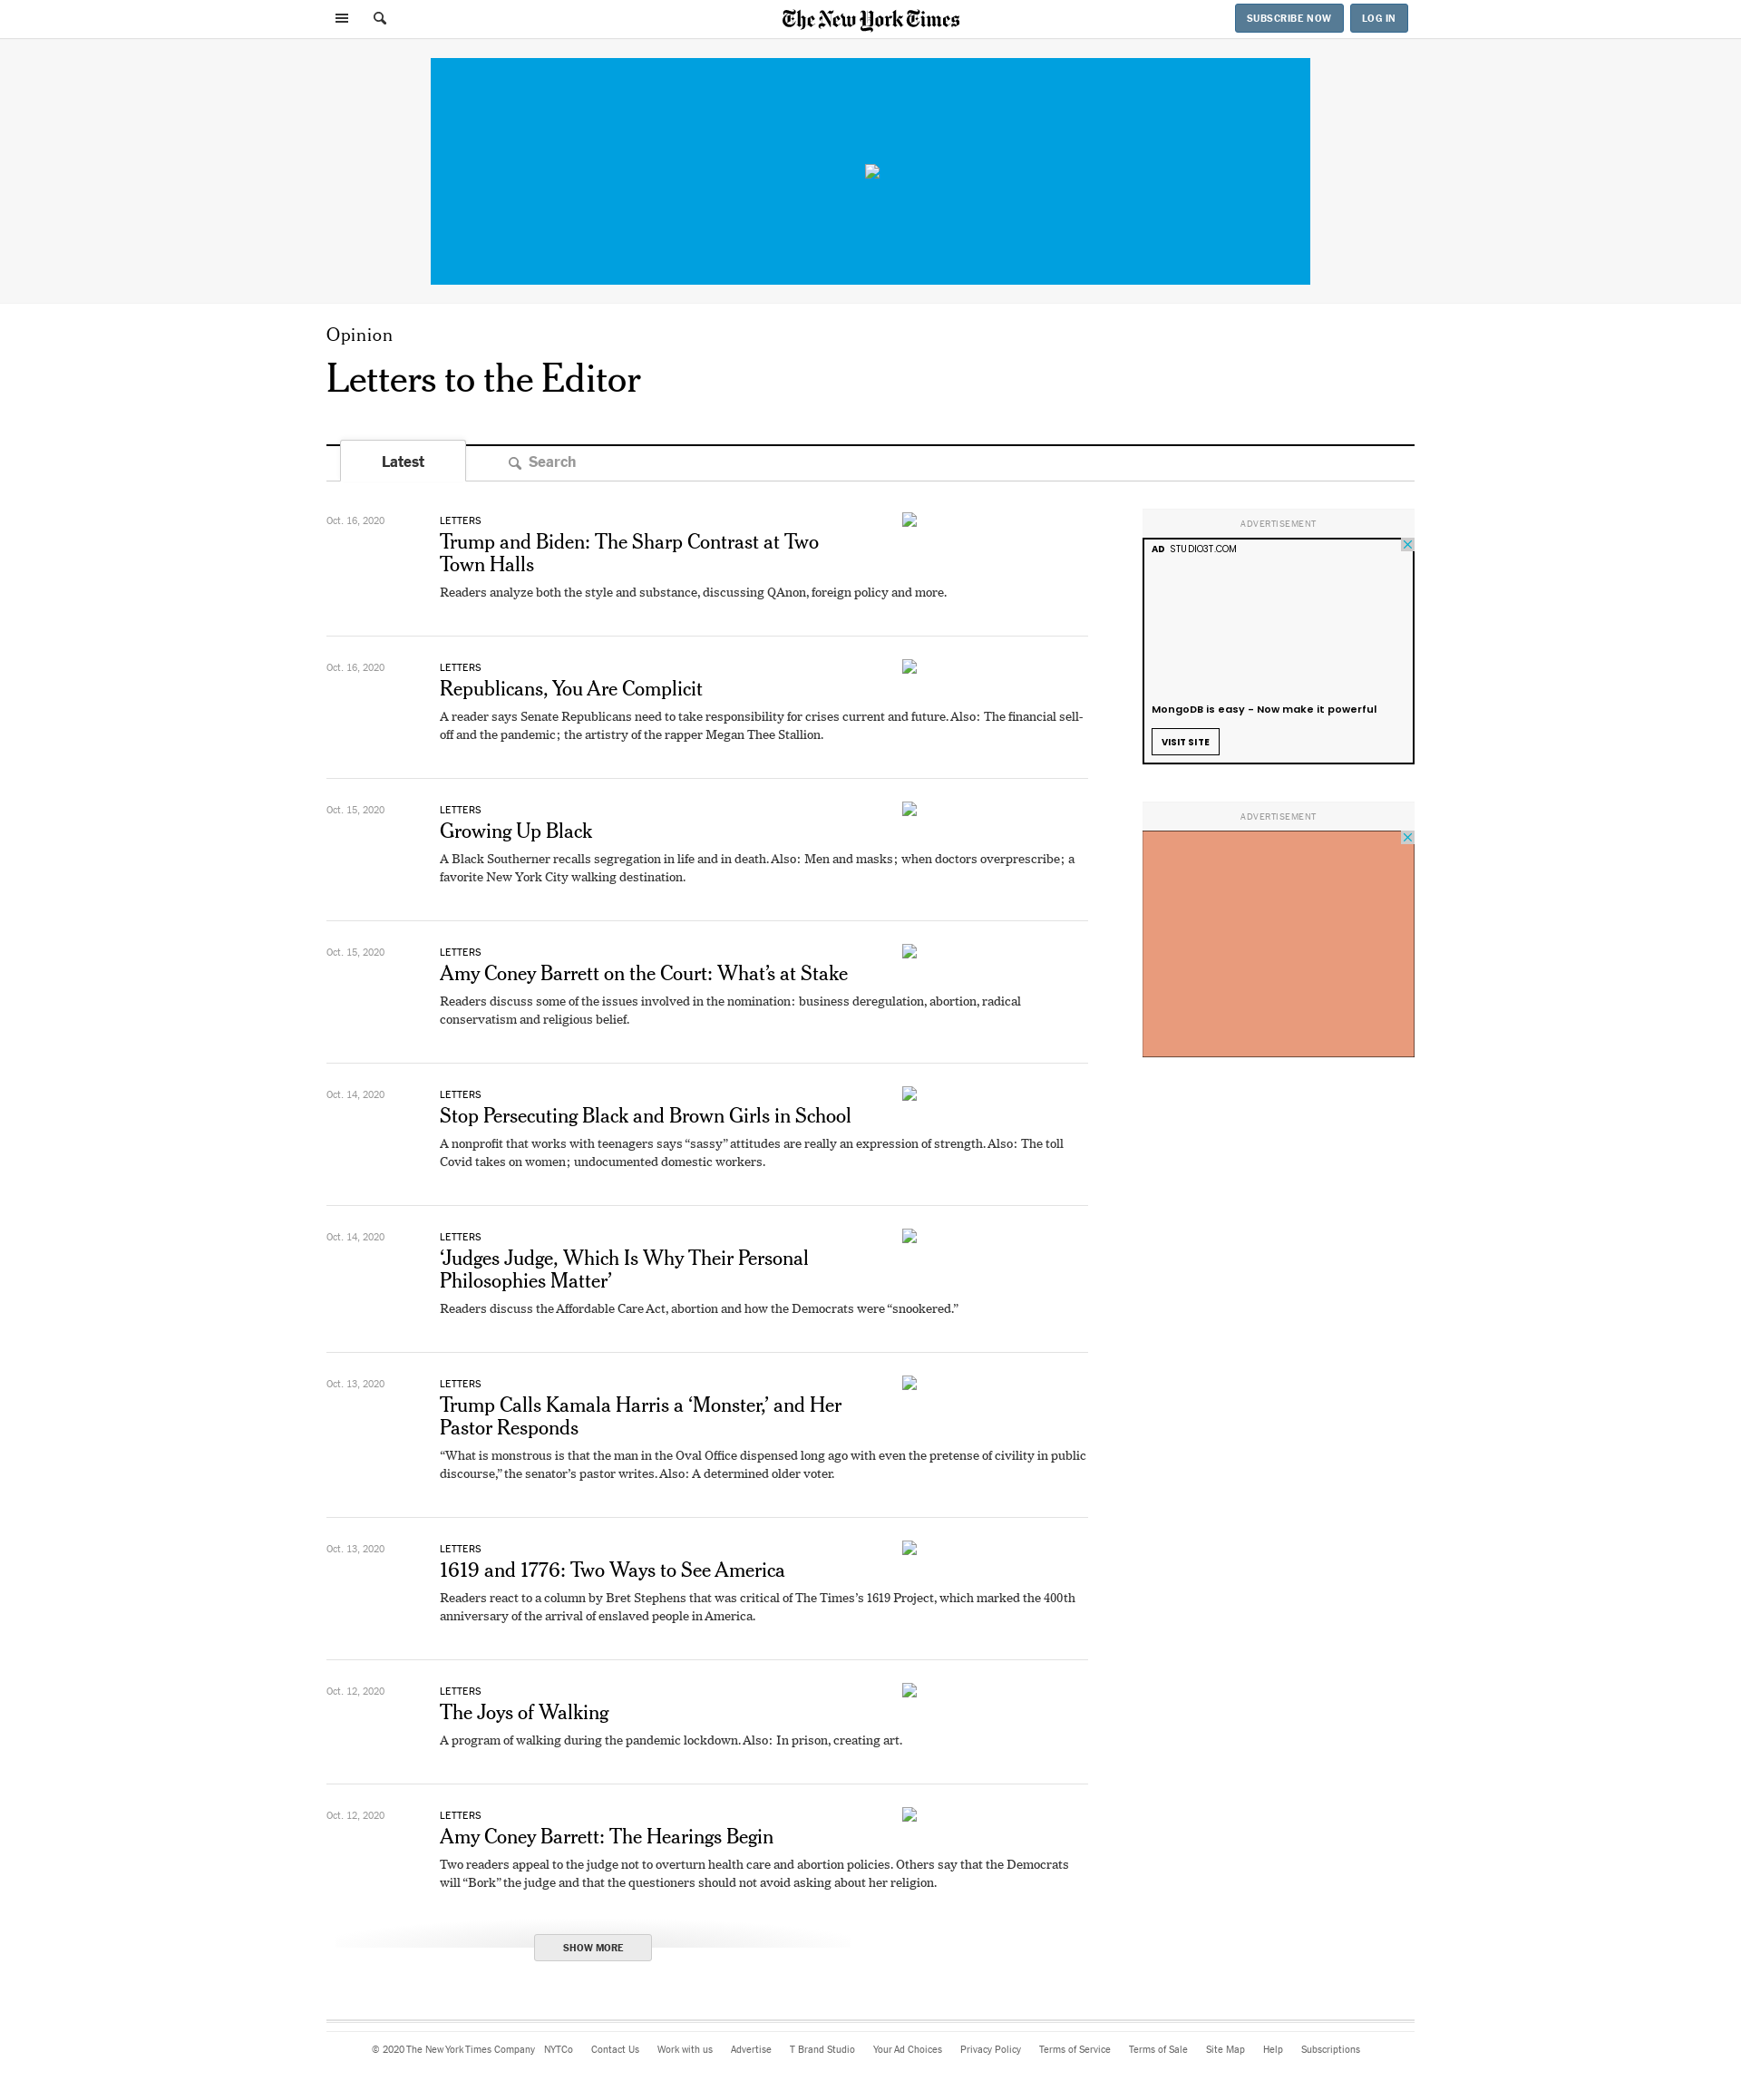 The New York Times
SUBSCRIBE NOW
LOG IN
Opinion
Letters to the Editor
Latest
Search
Oct. 16, 2020
LETTERS
Trump and Biden: The Sharp Contrast at Two
Town Halls
Readers analyze both the style and substance, discussing QAnon, foreign policy and more.
Oct. 16, 2020
LETTERS
Republicans, You Are Complicit
A reader says Senate Republicans need to take responsibility for crises current and future. Also: The financial sell-
off and the pandemic; the artistry of the rapper Megan Thee Stallion.
Oct. 15, 2020
LETTERS
Growing Up Black
A Black Southerner recalls segregation in life and in death. Also: Men and masks; when doctors overprescribe; a
favorite New York City walking destination.
Oct. 15, 2020
LETTERS
Amy Coney Barrett on the Court: What’s at Stake
Readers discuss some of the issues involved in the nomination: business deregulation, abortion, radical
conservatism and religious belief.
Oct. 14, 2020
LETTERS
Stop Persecuting Black and Brown Girls in School
A nonprofit that works with teenagers says “sassy” attitudes are really an expression of strength. Also: The toll
Covid takes on women; undocumented domestic workers.
Oct. 14, 2020
LETTERS
‘Judges Judge, Which Is Why Their Personal
Philosophies Matter’
Readers discuss the Affordable Care Act, abortion and how the Democrats were “snookered.”
Oct. 13, 2020
LETTERS
Trump Calls Kamala Harris a ‘Monster,’ and Her
Pastor Responds
“What is monstrous is that the man in the Oval Office dispensed long ago with even the pretense of civility in public
discourse,” the senator’s pastor writes. Also: A determined older voter.
Oct. 13, 2020
LETTERS
1619 and 1776: Two Ways to See America
Readers react to a column by Bret Stephens that was critical of The Times’s 1619 Project, which marked the 400th
anniversary of the arrival of enslaved people in America.
Oct. 12, 2020
LETTERS
The Joys of Walking
A program of walking during the pandemic lockdown. Also: In prison, creating art.
Oct. 12, 2020
LETTERS
Amy Coney Barrett: The Hearings Begin
Two readers appeal to the judge not to overturn health care and abortion policies. Others say that the Democrats
will “Bork” the judge and that the questioners should not avoid asking about her religion.
SHOW MORE
ADVERTISEMENT
AD STUDIO3T.COM
MongoDB is easy - Now make it powerful
VISIT SITE
ADVERTISEMENT
© 2020 The New York Times Company NYTCo Contact Us Work with us Advertise T Brand Studio Your Ad Choices Privacy Policy Terms of Service Terms of Sale Site Map Help Subscriptions